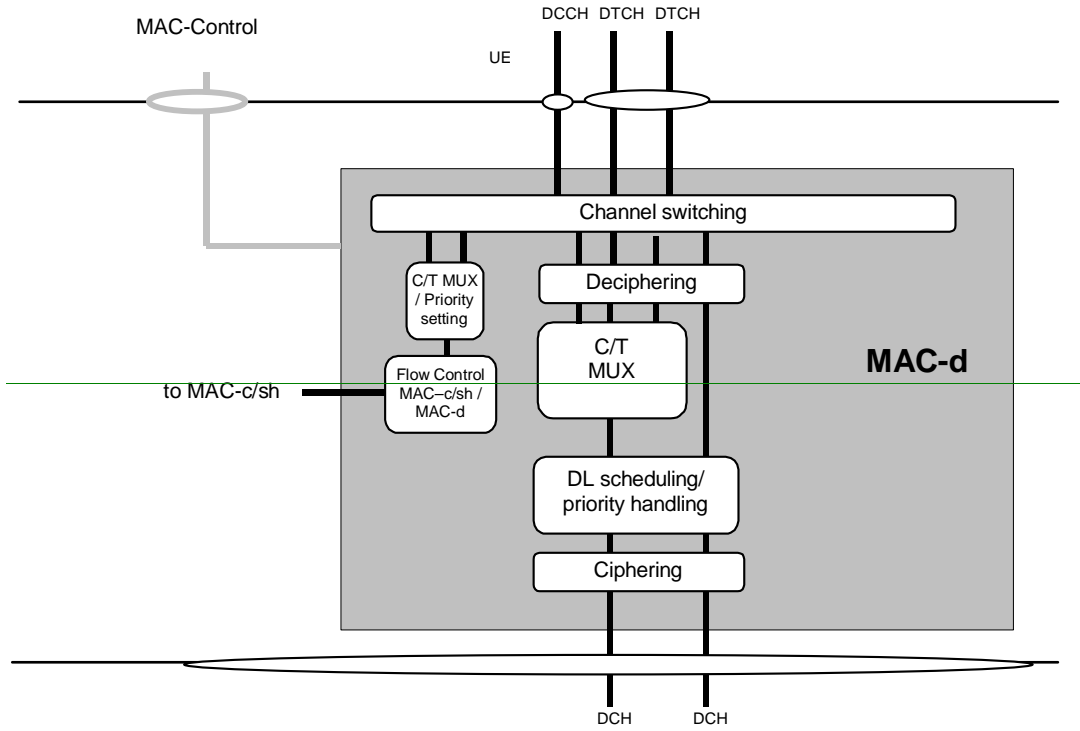 DCCH DTCH DTCH
MAC-Control
UE
Channel switching
C/T MUX
/ Priority
setting
Deciphering
C/T
MUX
MAC-d
Flow Control
MAC–c/sh /
MAC-d
to MAC-c/sh
DL scheduling/
priority handling
Ciphering
DCH DCH